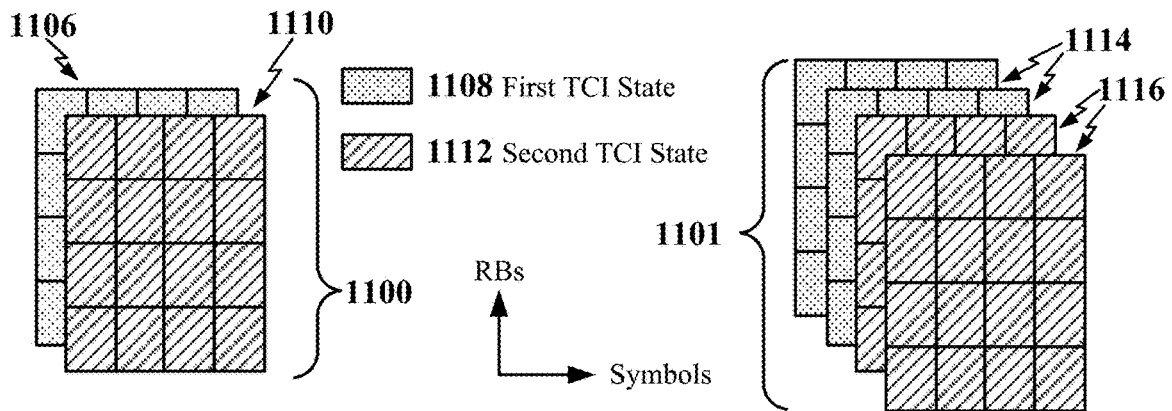 1106
1110
1108 First TCI State
1112 Second TCI State
1100
RBs
Symbols
1114
1116
1101